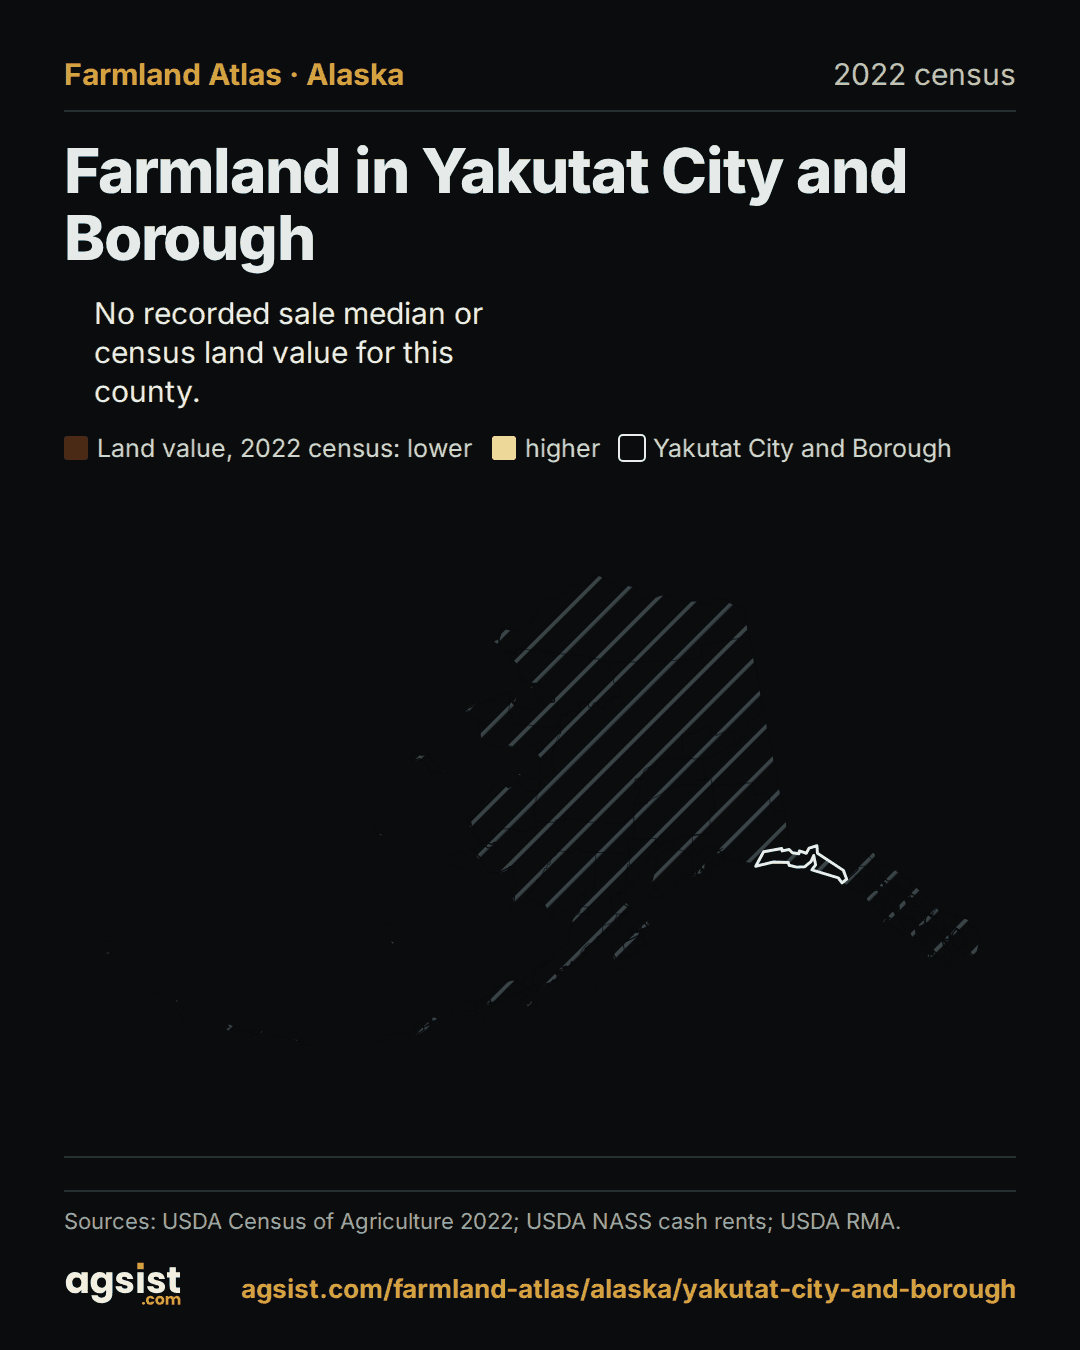 Farmland Atlas · Alaska
2022 census
Farmland in Yakutat City and
Borough
No recorded sale median or
census land value for this
county.
Land value, 2022 census: lower higher Yakutat City and Borough
Sources: USDA Census of Agriculture 2022; USDA NASS cash rents; USDA RMA.
agsist
.com
agsist.com/farmland-atlas/alaska/yakutat-city-and-borough